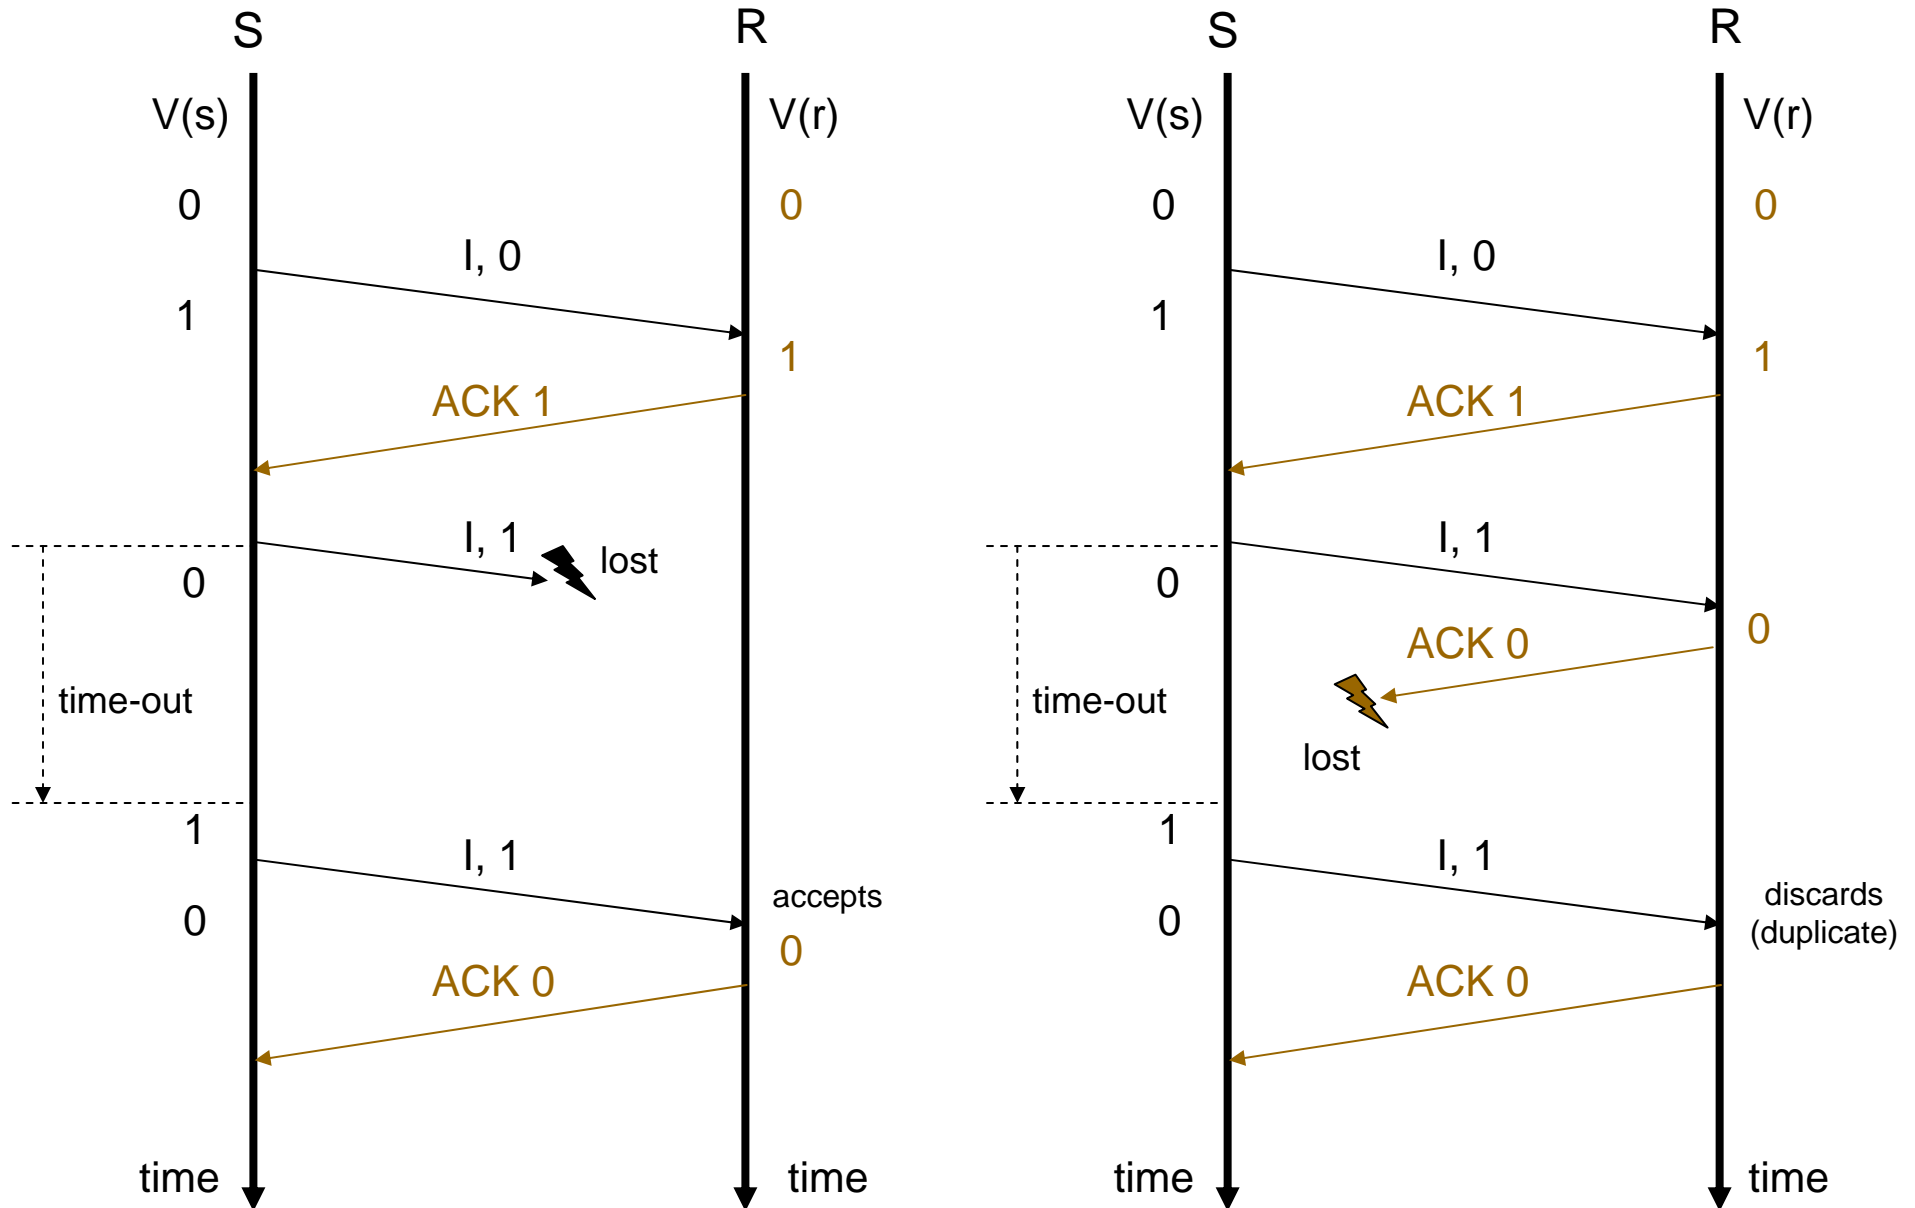 S
R
V(s)
V(r)
0
0
I, 0
1
1
ACK 1
I, 1
lost
0
time-out
1
I, 1
accepts
0
0
ACK 0
time
time
S
R
V(s)
V(r)
0
0
I, 0
1
1
ACK 1
I, 1
0
0
ACK 0
time-out
lost
1
I, 1
discards
(duplicate)
0
ACK 0
time
time